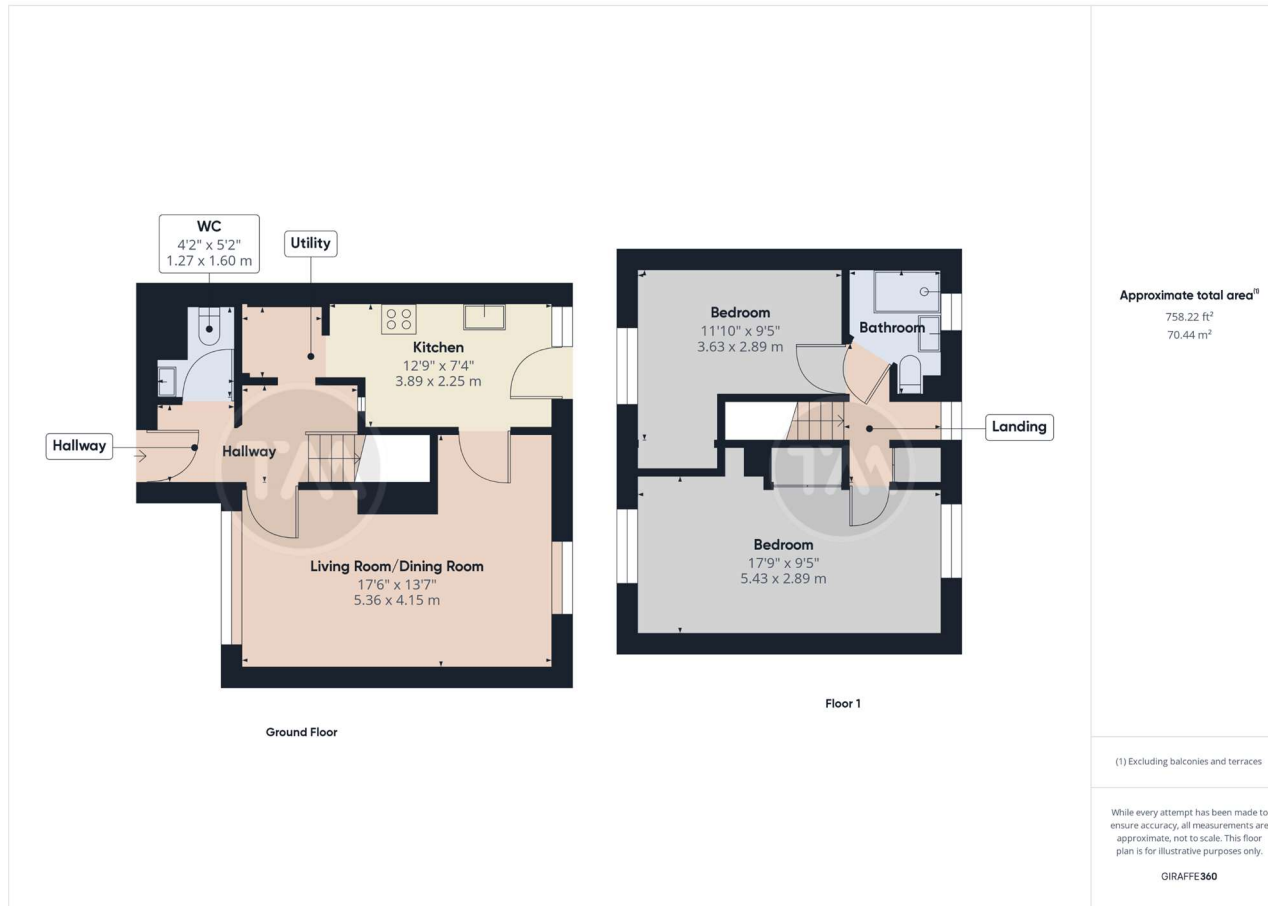 WC
4'2" x 5'2"
1.27 x 1.60 m
Utility
Kitchen
12'9" x 7'4"
3.89 x 2.25 m
Hallway
Hallway
Living Room/Dining Room
17'6" x 13'7"
5.36 x 4.15 m
Ground Floor
Bedroom
11'10" x 9'5"
3.63 x 2.89 m
Bathroom
Landing
Bedroom
17'9" x 9'5"
5.43 x 2.89 m
Floor 1
TM
TM
Approximate total area(1)
758.22 ft²
70.44 m²
(1) Excluding balconies and terraces
While every attempt has been made to
ensure accuracy, all measurements are
approximate, not to scale. This floor
plan is for illustrative purposes only.
GIRAFFE360